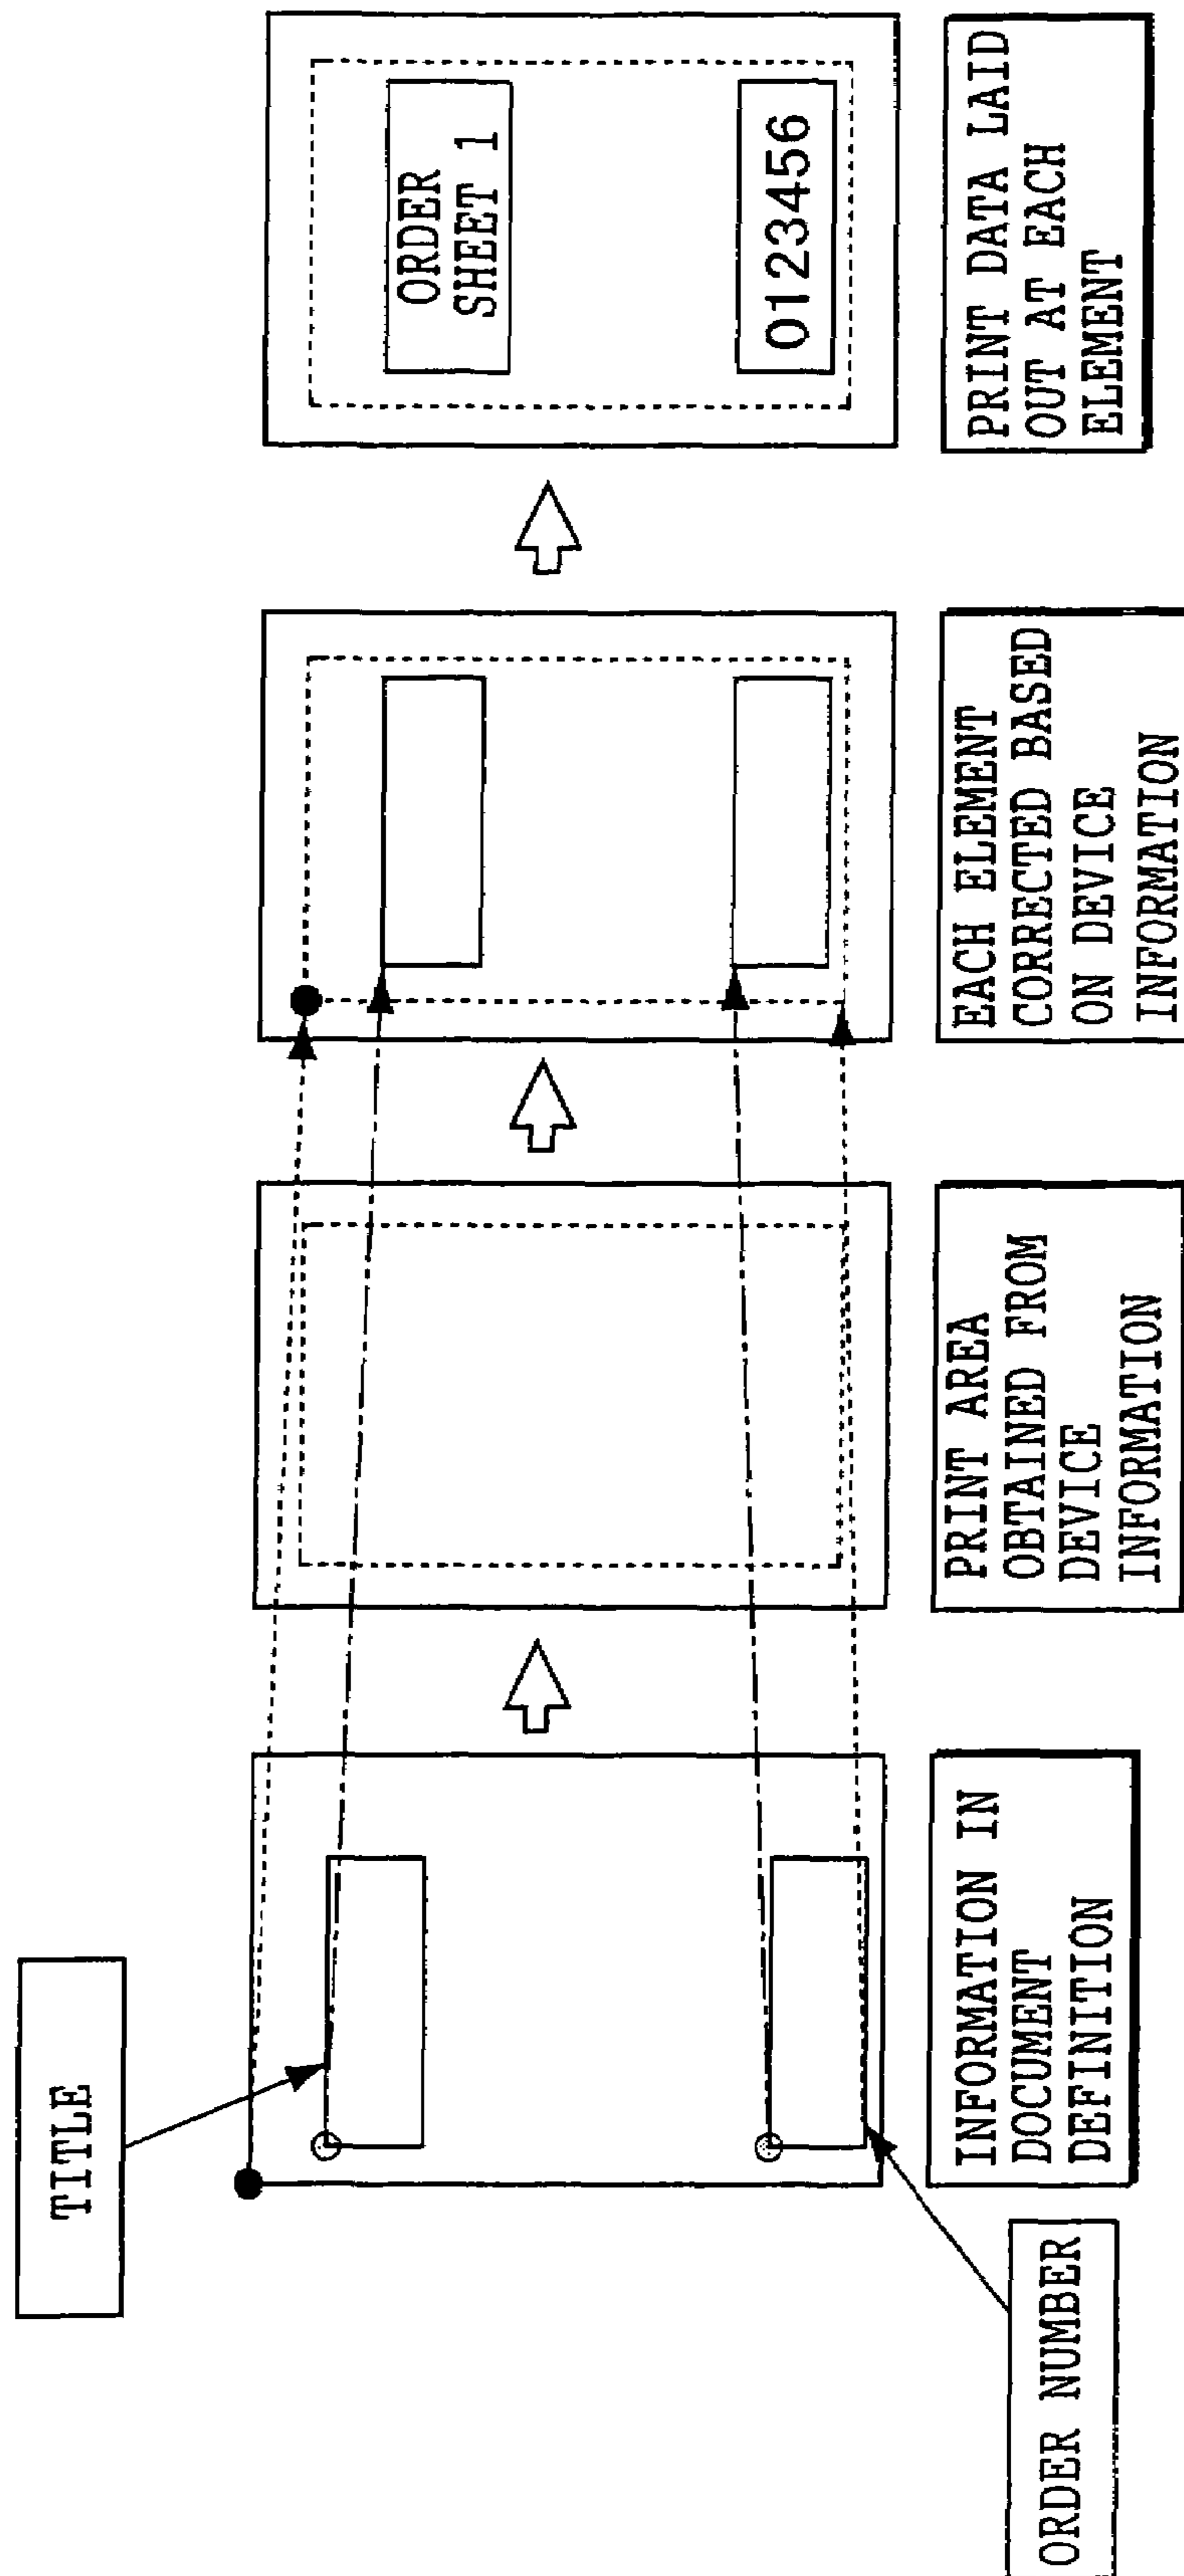 TITLE
ORDER NUMBER
INFORMATION IN
DOCUMENT
DEFINITION
PRINT AREA
OBTAINED FROM
DEVICE
INFORMATION
EACH ELEMENT
CORRECTED BASED
ON DEVICE
INFORMATION
ORDER
SHEET 1
0123456
PRINT DATA LAID
OUT AT EACH
ELEMENT